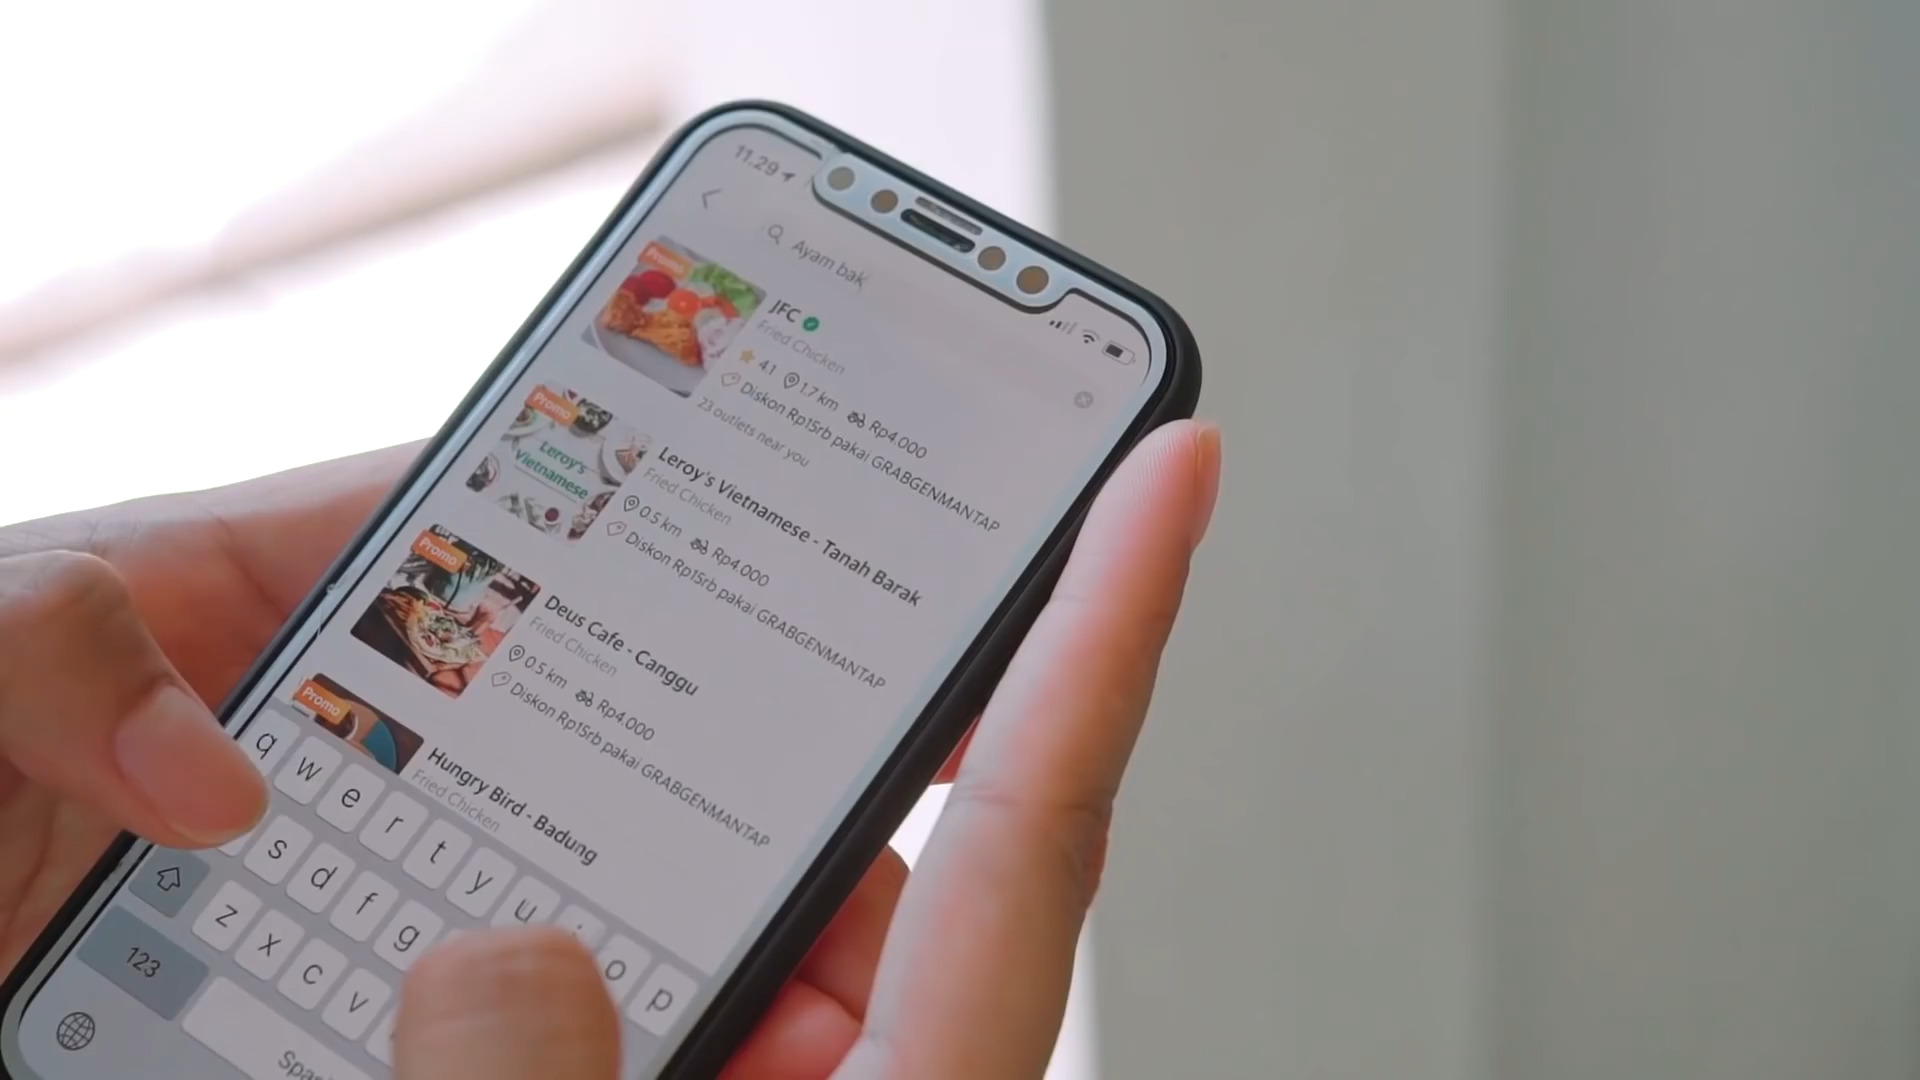 11.29
Ayam bak
Promo
JFC
Fried Chicken
4.1 1.7 km Rp4.000
Diskon Rp15rb pakai GRABGENMANTAP
23 outlets near you
Promo
Leroy's
Vietnamese
Leroy's Vietnamese - Tanah Barak
Fried Chicken
0.5 km Rp4.000
Diskon Rp15rb pakai GRABGENMANTAP
Promo
Deus Cafe - Canggu
Fried Chicken
0.5 km Rp4.000
Diskon Rp15rb pakai GRABGENMANTAP
Promo
Hungry Bird - Badung
Fried Chicken
q w e r t y u i o p
s d f g
z x c v
123
Spas